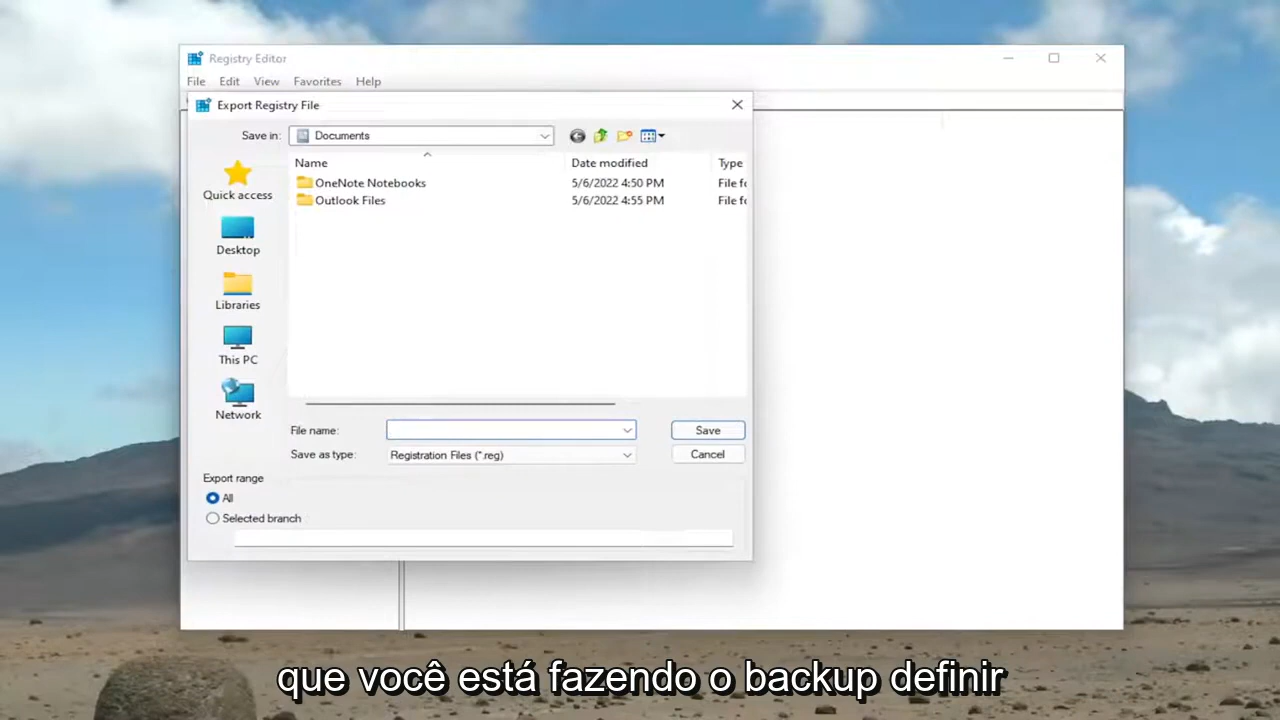 Registry Editor
File Edit View Favorites Help
Export Registry File
Save in: Documents
Name Date modified Type
OneNote Notebooks 5/6/2022 4:50 PM File fo
Outlook Files 5/6/2022 4:55 PM File fo
Quick access
Desktop
Libraries
This PC
Network
File name: Save
Save as type: Registration Files (*.reg) Cancel
Export range
All
Selected branch
que você está fazendo o backup definir